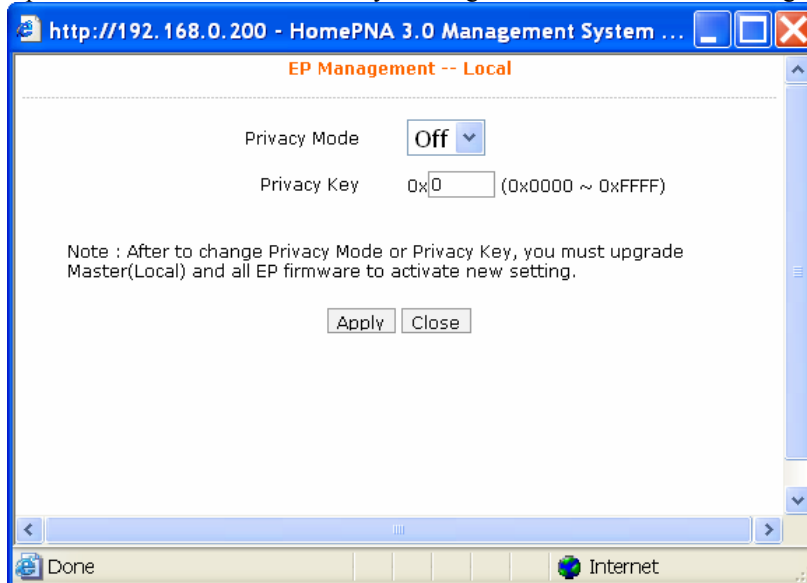 http://192.168.0.200 - HomePNA 3.0 Management System ...
EP Management -- Local
Privacy Mode Off
Privacy Key 0x0 (0x0000 ~ 0xFFFF)
Note : After to change Privacy Mode or Privacy Key, you must upgrade
Master(Local) and all EP firmware to activate new setting.
Apply Close
Done Internet